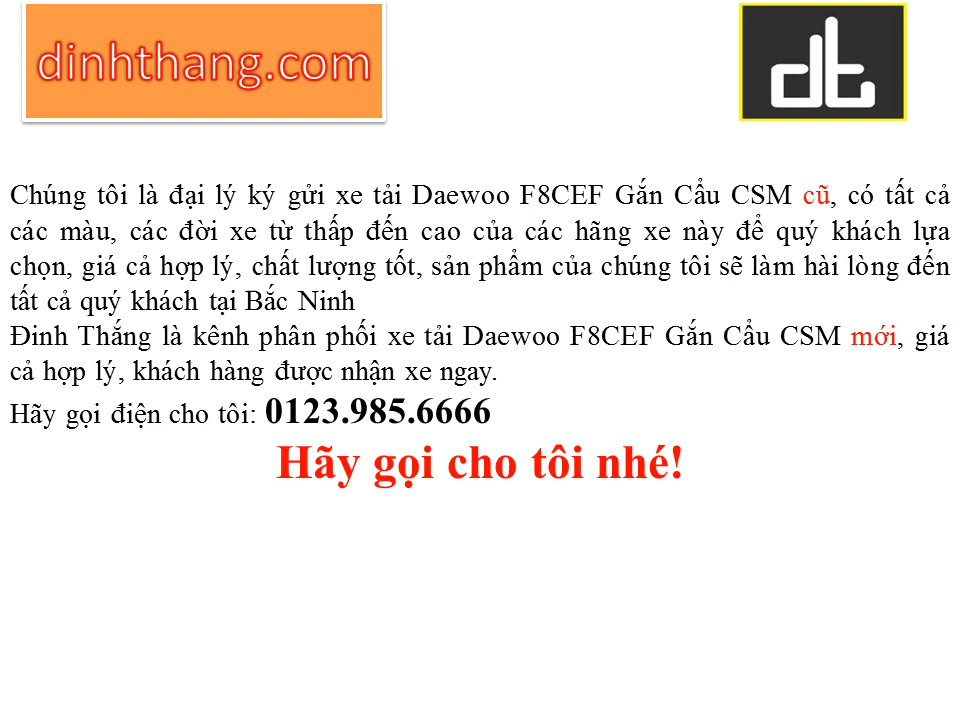 dinhthang.com
dt
Chúng tôi là đại lý ký gửi xe tải Daewoo F8CEF Gắn Cẩu CSM cũ, có tất cả
các màu, các đời xe từ thấp đến cao của các hãng xe này để quý khách lựa
chọn, giá cả hợp lý, chất lượng tốt, sản phẩm của chúng tôi sẽ làm hài lòng đến
tất cả quý khách tại Bắc Ninh
Đinh Thắng là kênh phân phối xe tải Daewoo F8CEF Gắn Cẩu CSM mới, giá
cả hợp lý, khách hàng được nhận xe ngay.
Hãy gọi điện cho tôi: 0123.985.6666
Hãy gọi cho tôi nhé!